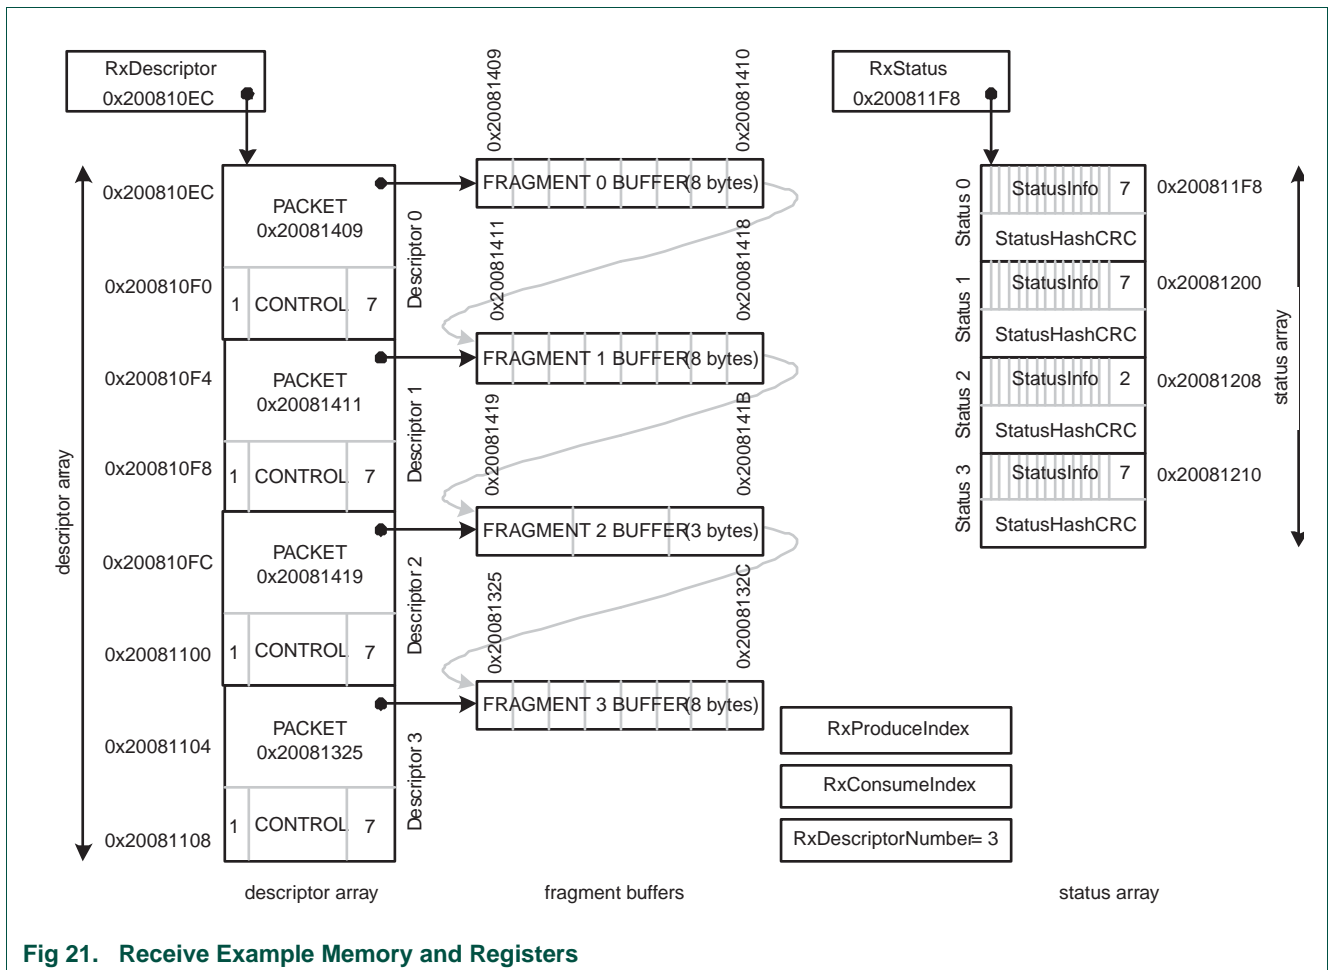 RxDescriptor
0x200810EC
RxStatus
0x200811F8
descriptor array
0x200810EC
PACKET
0x20081409
0x200810F0
1 CONTROL 7
Descriptor 0
0x200810F4
PACKET
0x20081411
0x200810F8
1 CONTROL 7
Descriptor 1
0x200810FC
PACKET
0x20081419
0x20081100
1 CONTROL 7
Descriptor 2
0x20081104
PACKET
0x20081325
0x20081108
1 CONTROL 7
Descriptor 3
descriptor array
0x20081409
0x20081410
FRAGMENT 0 BUFFER(8 bytes)
0x20081411
0x20081418
FRAGMENT 1 BUFFER(8 bytes)
0x20081419
0x2008141B
FRAGMENT 2 BUFFER(3 bytes)
0x20081325
0x2008132C
FRAGMENT 3 BUFFER(8 bytes)
fragment buffers
Status 0
StatusInfo 7
0x200811F8
StatusHashCRC
Status 1
StatusInfo 7
0x20081200
StatusHashCRC
Status 2
StatusInfo 2
0x20081208
StatusHashCRC
Status 3
StatusInfo 7
0x20081210
StatusHashCRC
status array
RxProduceIndex
RxConsumeIndex
RxDescriptorNumber= 3
status array
Fig 21. Receive Example Memory and Registers